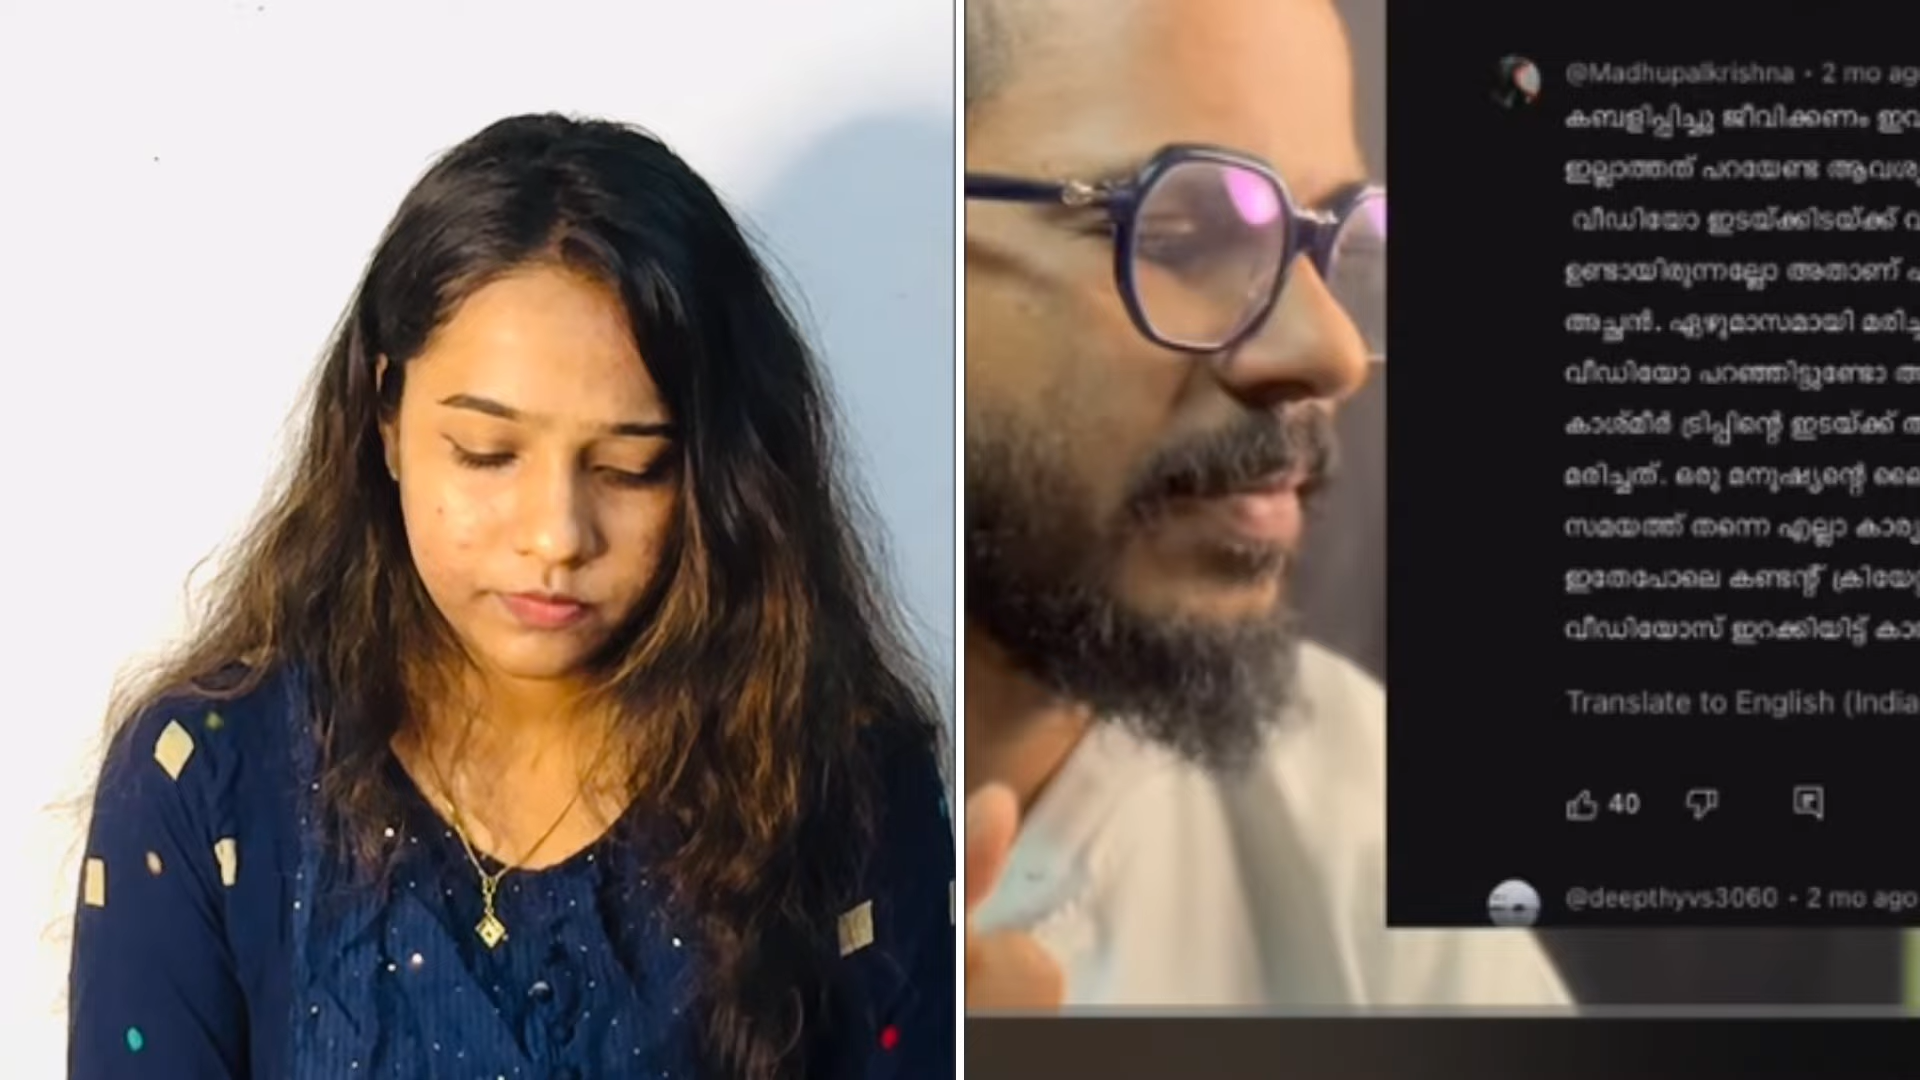 @Madhupalkrishna • 2 mo ag
കബളിപ്പിച്ചു ജീവിക്കണം ഇവ
ഇല്ലാത്തത് പറയേണ്ട ആവശ്യ
വീഡിയോ ഇടയ്ക്കിടയ്ക്ക് വ
ഉണ്ടായിരുന്നല്ലോ അതാണ് എ
അച്ഛൻ. ഏഴുമാസമായി മരിച്ച
വീഡിയോ പറഞ്ഞിട്ടുണ്ടോ അ
കാശ്മീർ ട്രിപ്പിന്റെ ഇടയ്ക്ക് ത
മരിച്ചത്. ഒരു മനുഷ്യന്റെ ലൈ
സമയത്ത് തന്നെ എല്ലാ കാര്യ
ഇതേപോലെ കണ്ടന്റ് ക്രിയേറ്റ
വീഡിയോസ് ഇറക്കിയിട്ട് കാര
Translate to English (India
40
@deepthyvs3060 • 2 mo ago